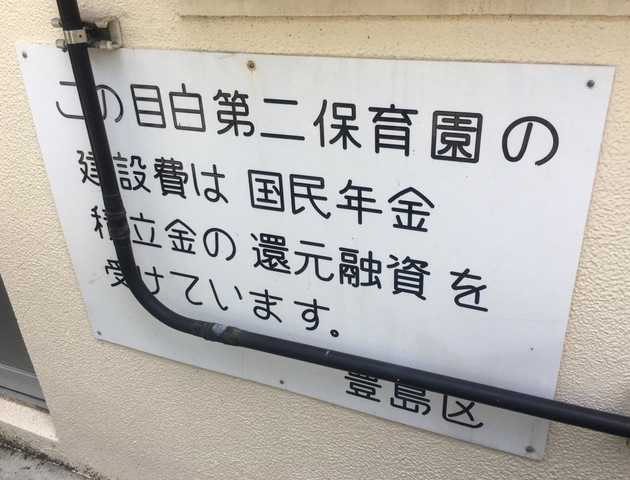 この目白第二保育園の
建設費は 国民年金
積立金の 還元融資を
受けています。
豊島区